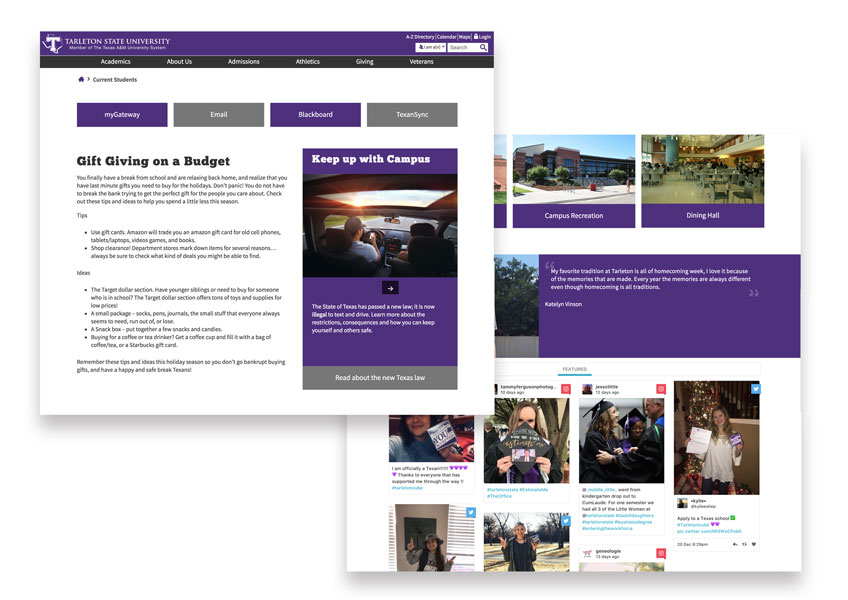 TARLETON STATE UNIVERSITY
Member of The Texas A&M University System
A-Z Directory | Calendar | Maps | Login
I am a(n)
Search
Academics
About Us
Admissions
Athletics
Giving
Veterans
Current Students
myGateway
Email
Blackboard
TexanSync
Gift Giving on a Budget
You finally have a break from school and are relaxing back home, and realize that you
have last minute gifts you need to buy for the holidays. Don't panic! You do not have
to break the bank trying to get the perfect gift for the people you care about. Check
out these tips and ideas to help you spend a little less this season.
Tips
Use gift cards. Amazon will trade you an amazon gift card for old cell phones,
tablets/laptops, videos games, and books.
Shop clearance! Department stores mark down items for several reasons…
always be sure to check what kind of deals you might be able to find.
Ideas
The Target dollar section. Have younger siblings or need to buy for someone
who is in school? The Target dollar section offers tons of toys and supplies for
low prices!
A small package – socks, pens, journals, the small stuff that everyone always
seems to need, run out of, or lose.
A Snack box – put together a few snacks and candies.
Buying for a coffee or tea drinker? Get a coffee cup and fill it with a bag of
coffee/tea, or a Starbucks gift card.
Remember these tips and ideas this holiday season so you don't go bankrupt buying
gifts, and have a happy and safe break Texans!
Keep up with Campus
The State of Texas has passed a new law; it is now
illegal to text and drive. Learn more about the
restrictions, consequences and how you can keep
yourself and others safe.
Read about the new Texas law
Campus Recreation
Dining Hall
My favorite tradition at Tarleton is all of homecoming week, I love it because
of the memories that are made. Every year the memories are always different
even though homecoming is all traditions.
Katelyn Vinson
FEATURED
I am officially a Texan!!!!!! 💜💜💜💜
💜 Thanks to everyone that has
supported me through the way !!
#tarletoncube
tammyfergusonphotog...
12 days ago
#tarletonstate #EstimateMe
#TheOffice
jessclittle
12 days ago
@_middle_little_ went from
kindergarten drop out to
CumLaude. For one semester we
had all 3 of the Little Women at
@tarletonstate
#tarletonstate #businessdegree
#enteringtheworkforce
genseologie
13 days ago
Apply to a Texas school ✅
#Tarletoncube 💜💜
20 Dec 8:29pm